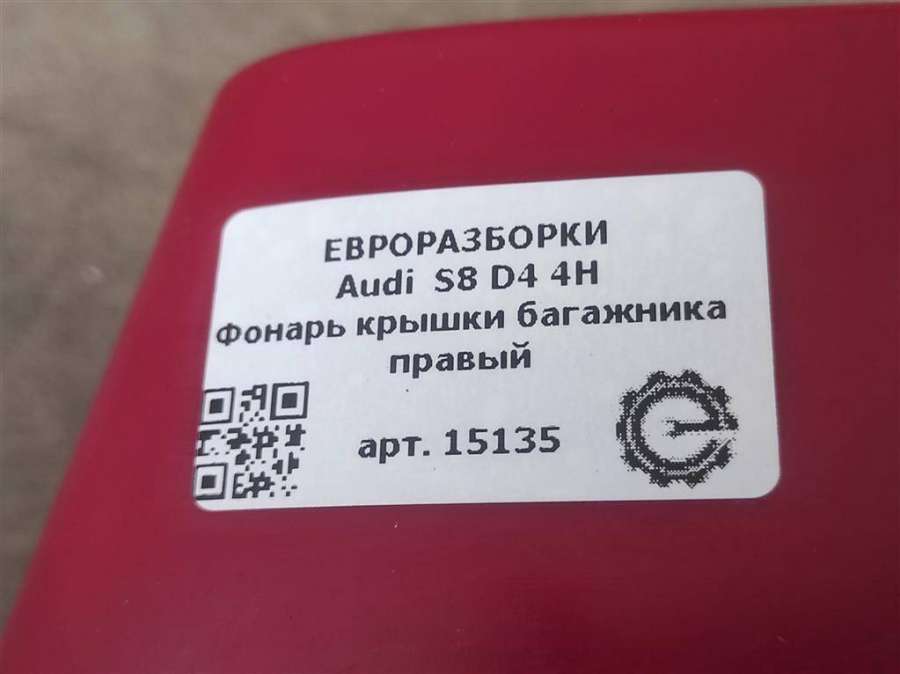 ЕВРОРАЗБОРКИ
Audi S8 D4 4H
Фонарь крышки багажника
правый
арт. 15135